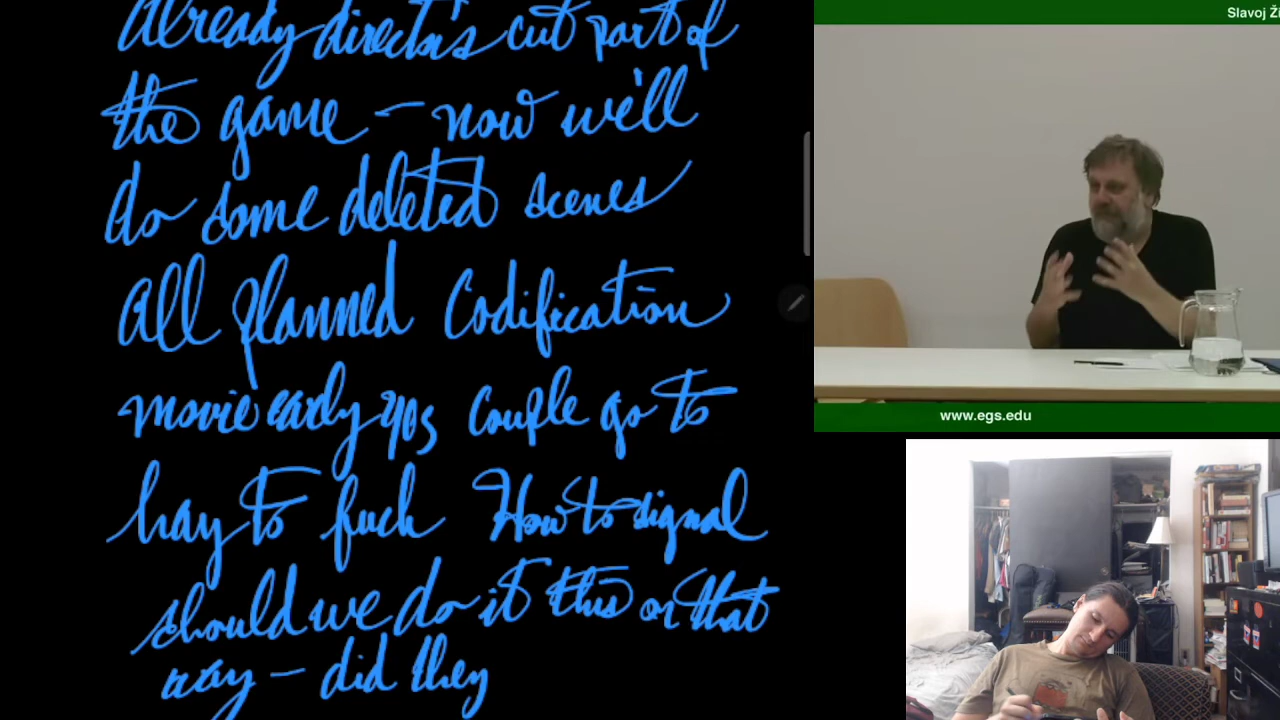 Already director's cut part of
the game – now we'll
do some deleted scenes
All planned Codification
movie early 40s Couple go to
hay to fuck How to signal
should we do it this or that
way – did they
Slavoj Ži
www.egs.edu